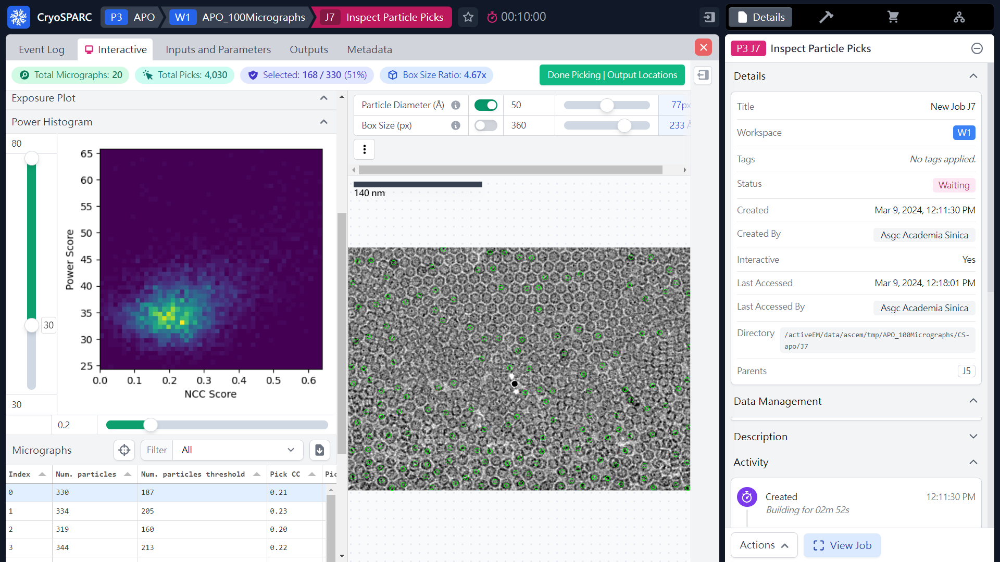 CryoSPARC P3 APO W1 APO_100Micrographs J7 Inspect Particle Picks 00:10:00 Details
Event Log Interactive Inputs and Parameters Outputs Metadata
Total Micrographs: 20 Total Picks: 4,030 Selected: 168 / 330 (51%) Box Size Ratio: 4.67x Done Picking | Output Locations
Exposure Plot
Power Histogram
80
30
30
65
60
55
50
45
40
35
30
25
Power Score
0.0 0.1 0.2 0.3 0.4 0.5 0.6
NCC Score
0.2
Micrographs Filter All
Index Num. particles Num. particles threshold Pick CC Pic
0 330 187 0.21
1 334 205 0.23
2 319 160 0.20
3 344 213 0.22
Particle Diameter (Å) 50 77px
Box Size (px) 360 233 Å
140 nm
P3 J7 Inspect Particle Picks
Details
Title New Job J7
Workspace W1
Tags No tags applied.
Status Waiting
Created Mar 9, 2024, 12:11:30 PM
Created By Asgc Academia Sinica
Interactive Yes
Last Accessed Mar 9, 2024, 12:18:01 PM
Last Accessed By Asgc Academia Sinica
Directory /activeEM/data/ascem/tmp/APO_100Micrographs/CS-
apo/J7
Parents J5
Data Management
Description
Activity
Created 12:11:30 PM
Building for 02m 52s
Actions View Job